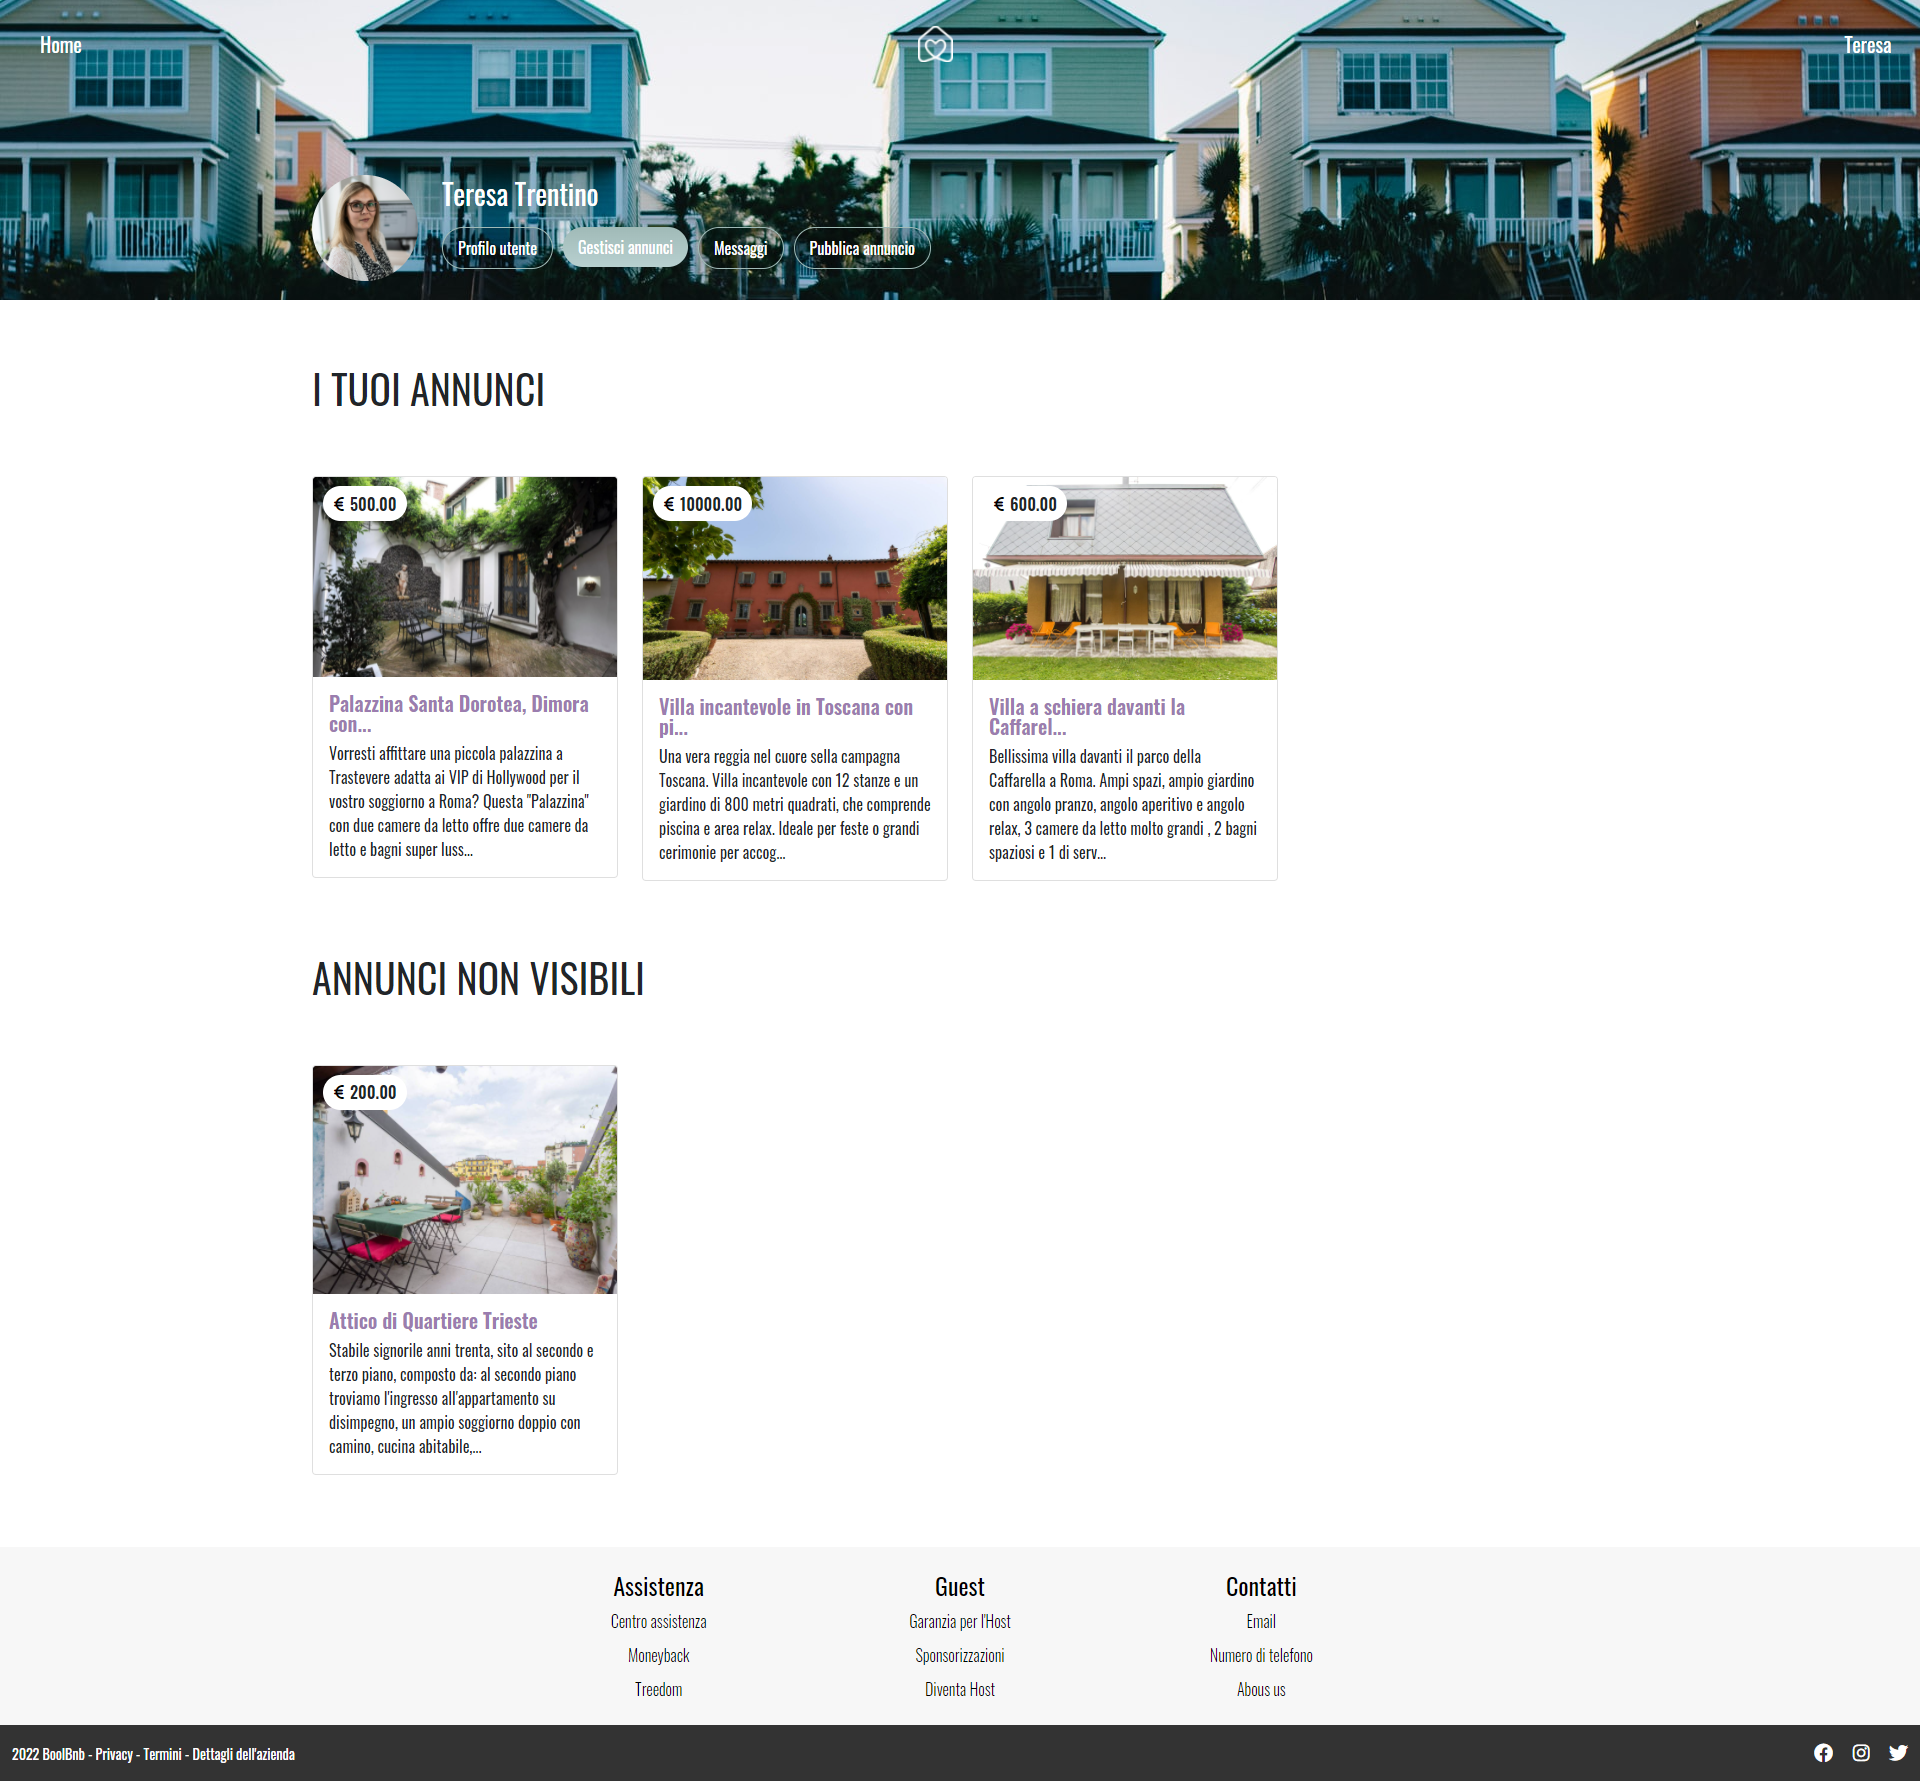 Home
Teresa
Teresa Trentino
Profilo utente
Gestisci annunci
Messaggi
Pubblica annuncio
I TUOI ANNUNCI
€ 500.00
Palazzina Santa Dorotea, Dimora
con...
Vorresti affittare una piccola palazzina a
Trastevere adatta ai VIP di Hollywood per il
vostro soggiorno a Roma? Questa "Palazzina"
con due camere da letto offre due camere da
letto e bagni super luss...
€ 10000.00
Villa incantevole in Toscana con
pi...
Una vera reggia nel cuore sella campagna
Toscana. Villa incantevole con 12 stanze e un
giardino di 800 metri quadrati, che comprende
piscina e area relax. Ideale per feste o grandi
cerimonie per accog...
€ 600.00
Villa a schiera davanti la
Caffarel...
Bellissima villa davanti il parco della
Caffarella a Roma. Ampi spazi, ampio giardino
con angolo pranzo, angolo aperitivo e angolo
relax, 3 camere da letto molto grandi , 2 bagni
spaziosi e 1 di serv...
ANNUNCI NON VISIBILI
€ 200.00
Attico di Quartiere Trieste
Stabile signorile anni trenta, sito al secondo e
terzo piano, composto da: al secondo piano
troviamo l'ingresso all'appartamento su
disimpegno, un ampio soggiorno doppio con
camino, cucina abitabile,...
Assistenza
Centro assistenza
Moneyback
Treedom
Guest
Garanzia per l'Host
Sponsorizzazioni
Diventa Host
Contatti
Email
Numero di telefono
Abous us
2022 BoolBnb - Privacy - Termini - Dettagli dell'azienda